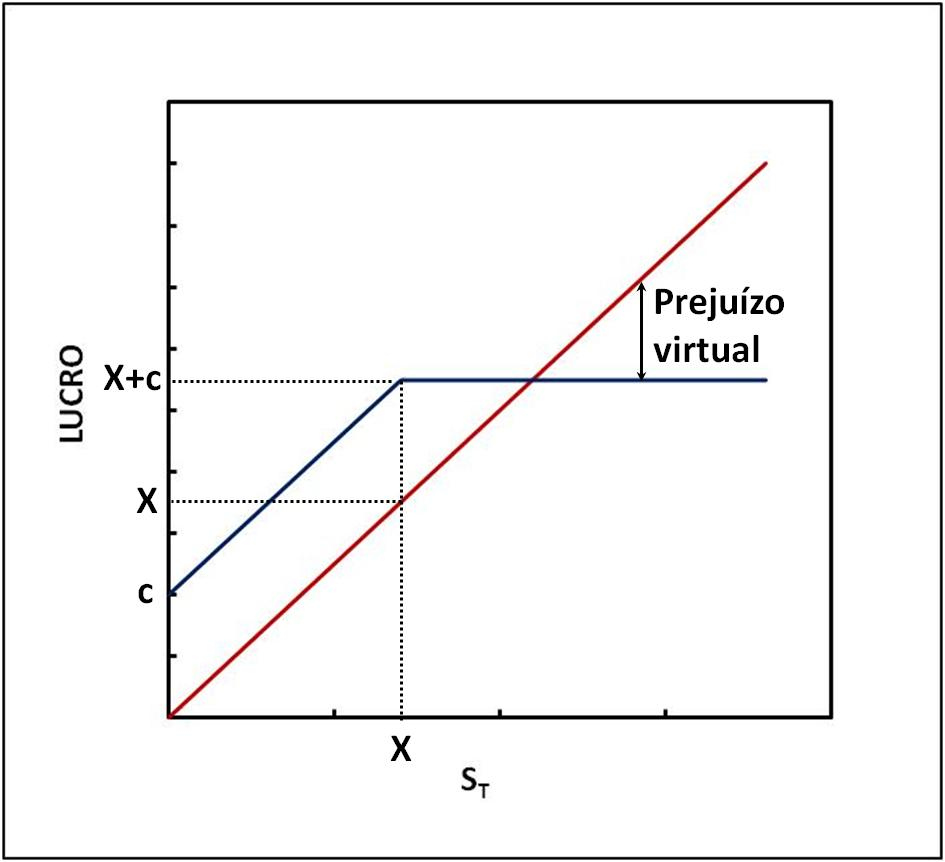 LUCRO
X+c
X
c
Prejuízo
virtual
X
S_T